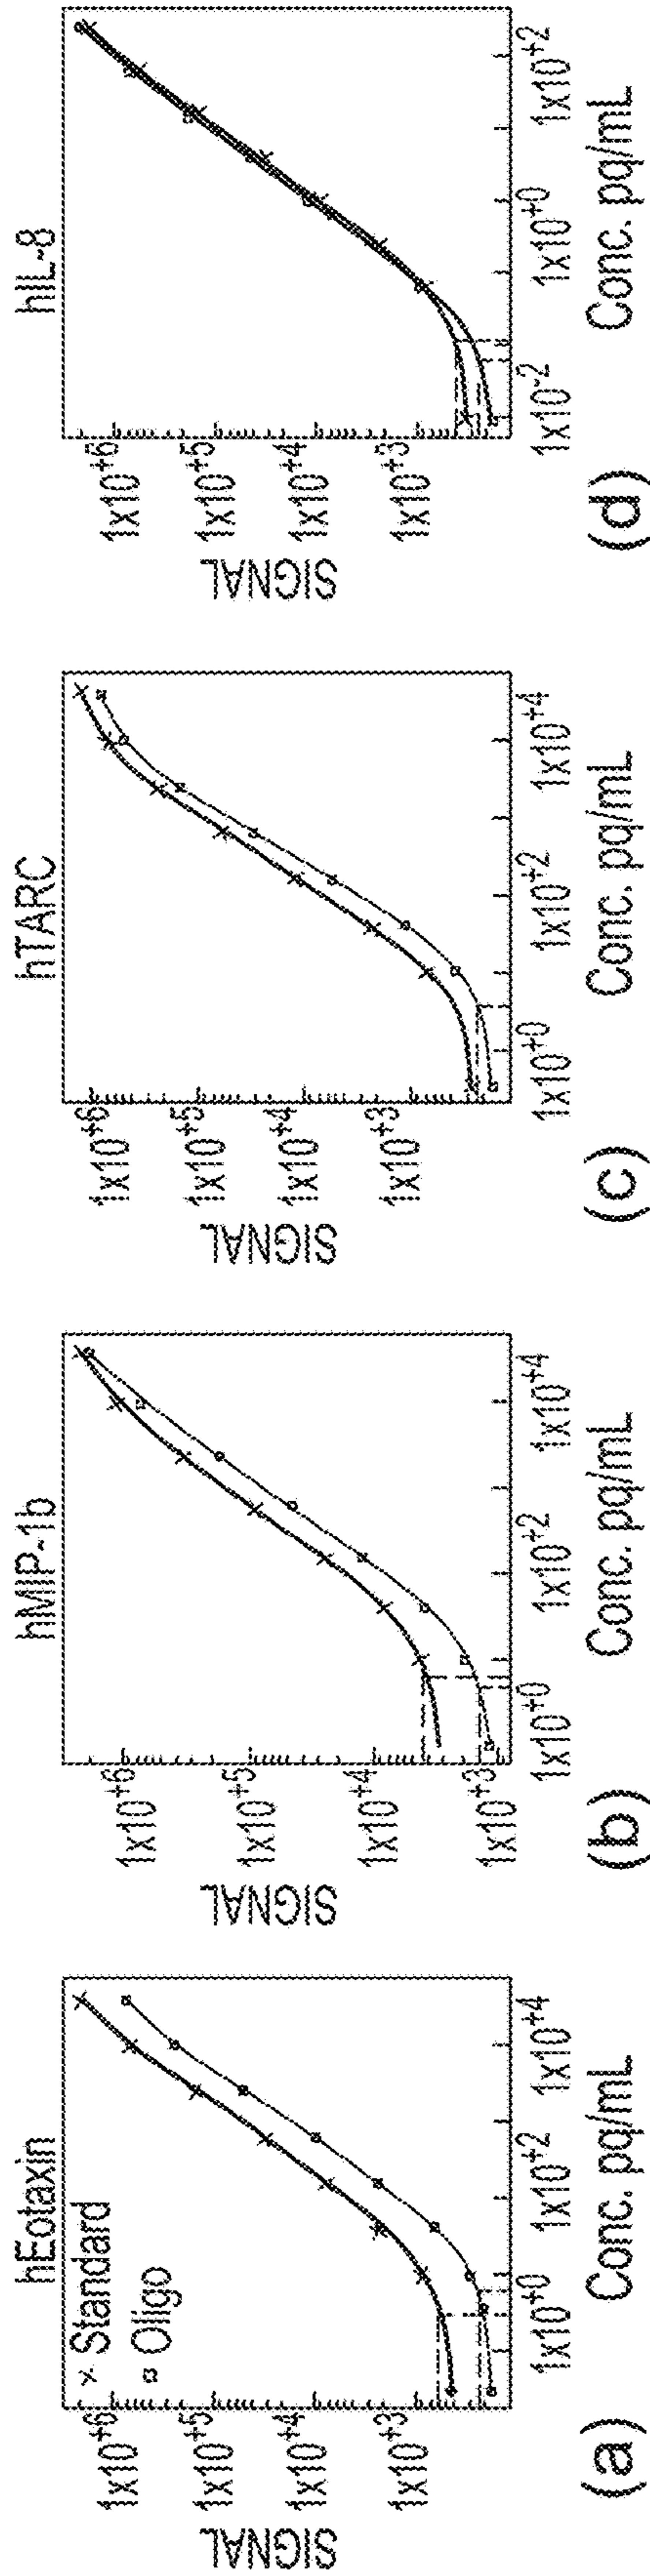 hEotaxin
× Standard
□ Oligo
SIGNAL
1x10+6
1x10+5
1x10+4
1x10+3
1x10+0
1x10+2
1x10+4
Conc. pq/mL
(a)
hMIP-1b
SIGNAL
1x10+6
1x10+5
1x10+4
1x10+3
1x10+0
1x10+2
1x10+4
Conc. pq/mL
(b)
hTARC
SIGNAL
1x10+6
1x10+5
1x10+4
1x10+3
1x10+0
1x10+2
1x10+4
Conc. pq/mL
(c)
hIL-8
SIGNAL
1x10+6
1x10+5
1x10+4
1x10+3
1x10-2
1x10+0
1x10+2
Conc. pq/mL
(d)